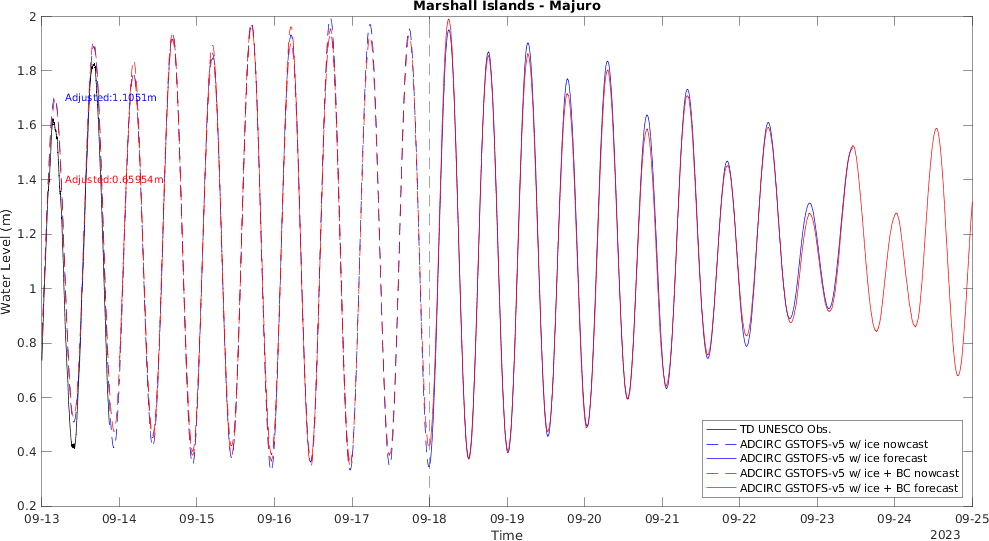 Marshall Islands - Majuro
2
1.8
1.6
1.4
1.2
1
0.8
0.6
0.4
0.2
Water Level (m)
Adjusted:1.1051m
Adjusted:0.65954m
TD UNESCO Obs.
ADCIRC GSTOFS-v5 w/ ice nowcast
ADCIRC GSTOFS-v5 w/ ice forecast
ADCIRC GSTOFS-v5 w/ ice + BC nowcast
ADCIRC GSTOFS-v5 w/ ice + BC forecast
09-13 09-14 09-15 09-16 09-17 09-18 09-19 09-20 09-21 09-22 09-23 09-24 09-25
Time
2023